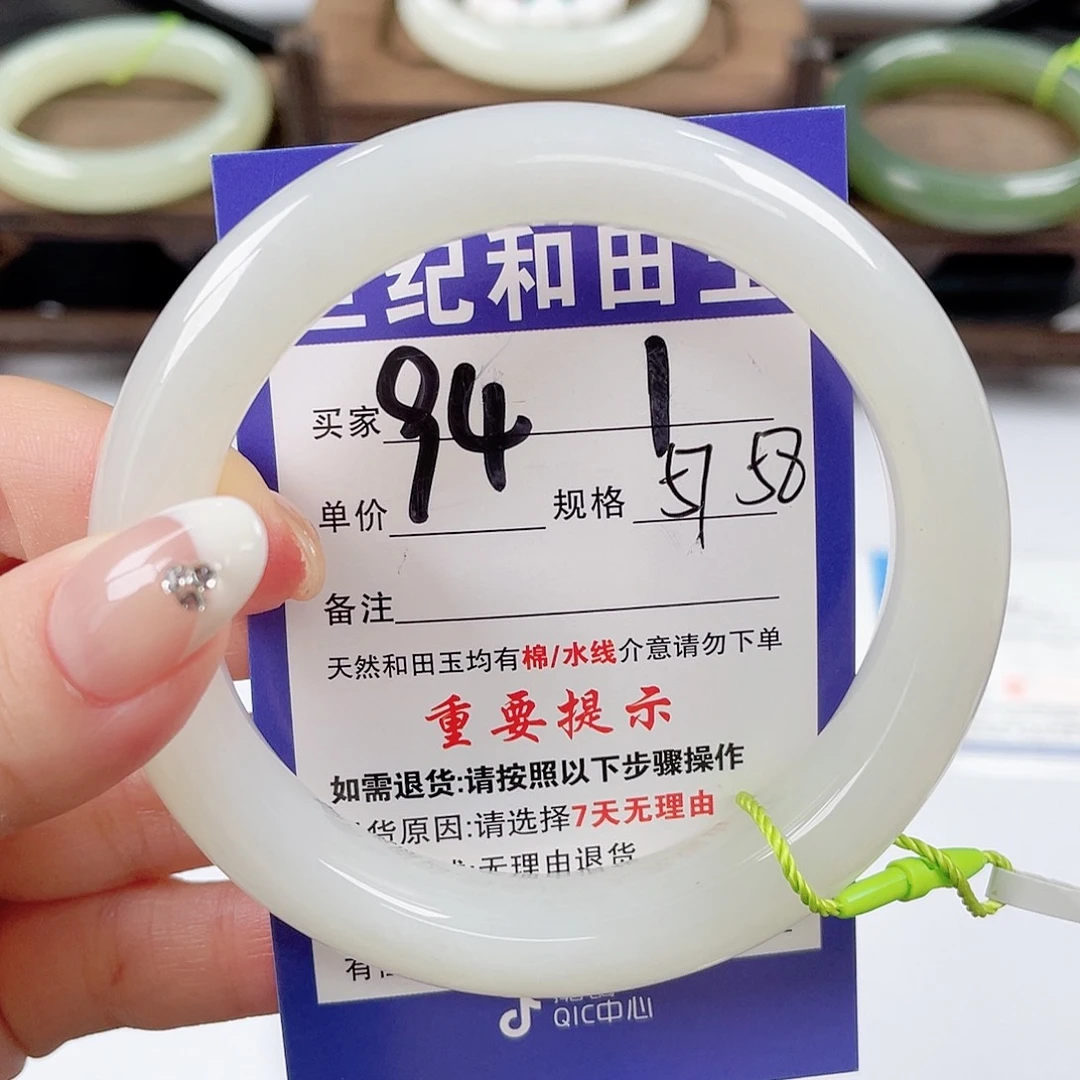 纪和田玉
买家 94 1
单价 规格 57 58
备注
天然和田玉均有棉/水线介意请勿下单
重要提示
如需退货:请按照以下步骤操作
货原因:请选择7天无理由
无理由退货
有
QIC中心